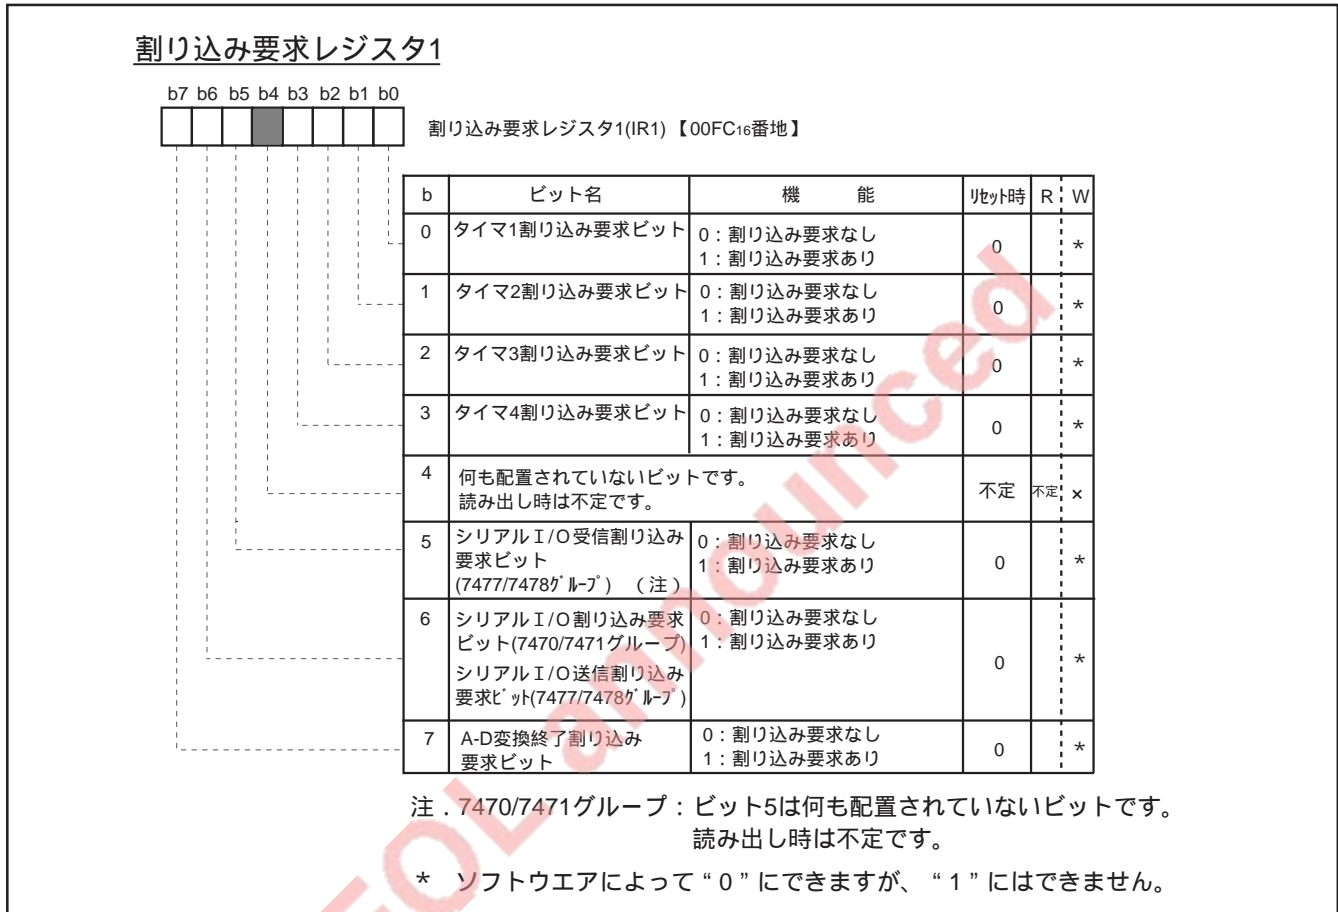 割り込み要求レジスタ1
b7 b6 b5 b4 b3 b2 b1 b0
割り込み要求レジスタ1(IR1)【00FC16番地】
b ビット名 機 能 ﾘｾｯﾄ時 R W
0 タイマ1割り込み要求ビット 0：割り込み要求なし 0 *
1：割り込み要求あり
1 タイマ2割り込み要求ビット 0：割り込み要求なし 0 *
1：割り込み要求あり
2 タイマ3割り込み要求ビット 0：割り込み要求なし 0 *
1：割り込み要求あり
3 タイマ4割り込み要求ビット 0：割り込み要求なし 0 *
1：割り込み要求あり
4 何も配置されていないビットです。 不定 不定 ×
読み出し時は不定です。
5 シリアルＩ/Ｏ受信割り込み 0：割り込み要求なし 0 *
要求ビット 1：割り込み要求あり
(7477/7478ｸﾞﾙｰﾌﾟ) （注）
6 シリアルＩ/Ｏ割り込み要求 0：割り込み要求なし 0 *
ビット(7470/7471グループ) 1：割り込み要求あり
シリアルＩ/Ｏ送信割り込み
要求ﾋﾞｯﾄ(7477/7478ｸﾞﾙｰﾌﾟ)
7 A-D変換終了割り込み 0：割り込み要求なし 0 *
要求ビット 1：割り込み要求あり
注．7470/7471グループ：ビット5は何も配置されていないビットです。
読み出し時は不定です。
* ソフトウエアによって“0”にできますが、“1”にはできません。
EOL announced